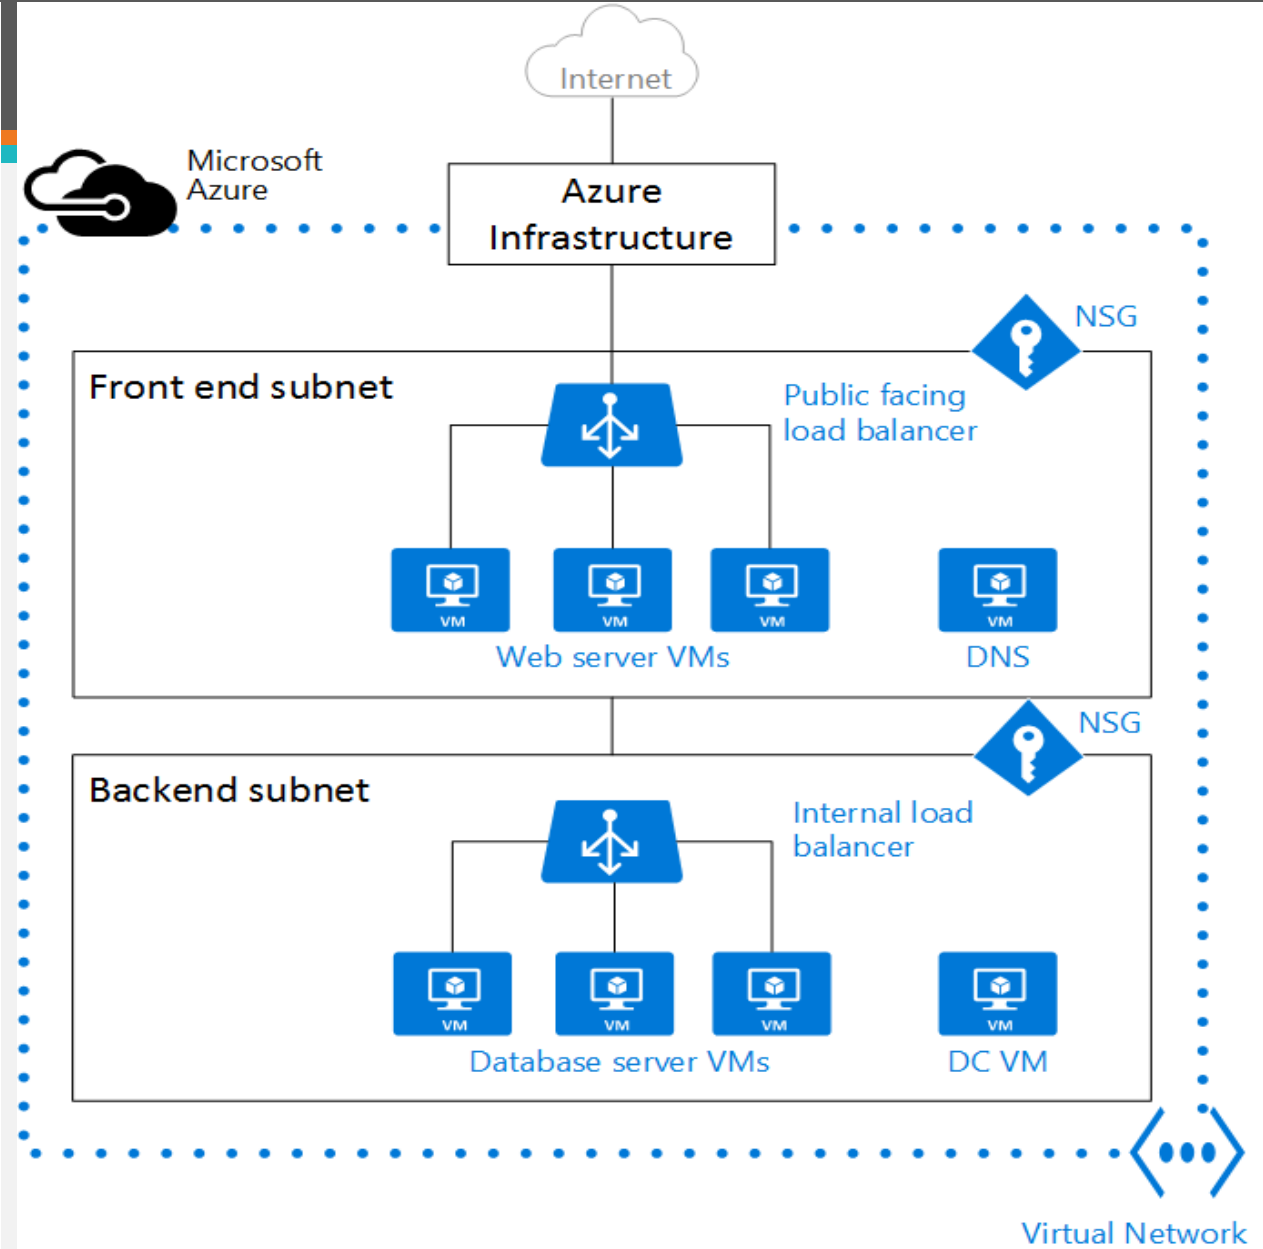 Internet
Microsoft
Azure
Azure
Infrastructure
NSG
Front end subnet
Public facing
load balancer
VM
VM
VM
VM
Web server VMs
DNS
NSG
Backend subnet
Internal load
balancer
VM
VM
VM
VM
Database server VMs
DC VM
Virtual Network